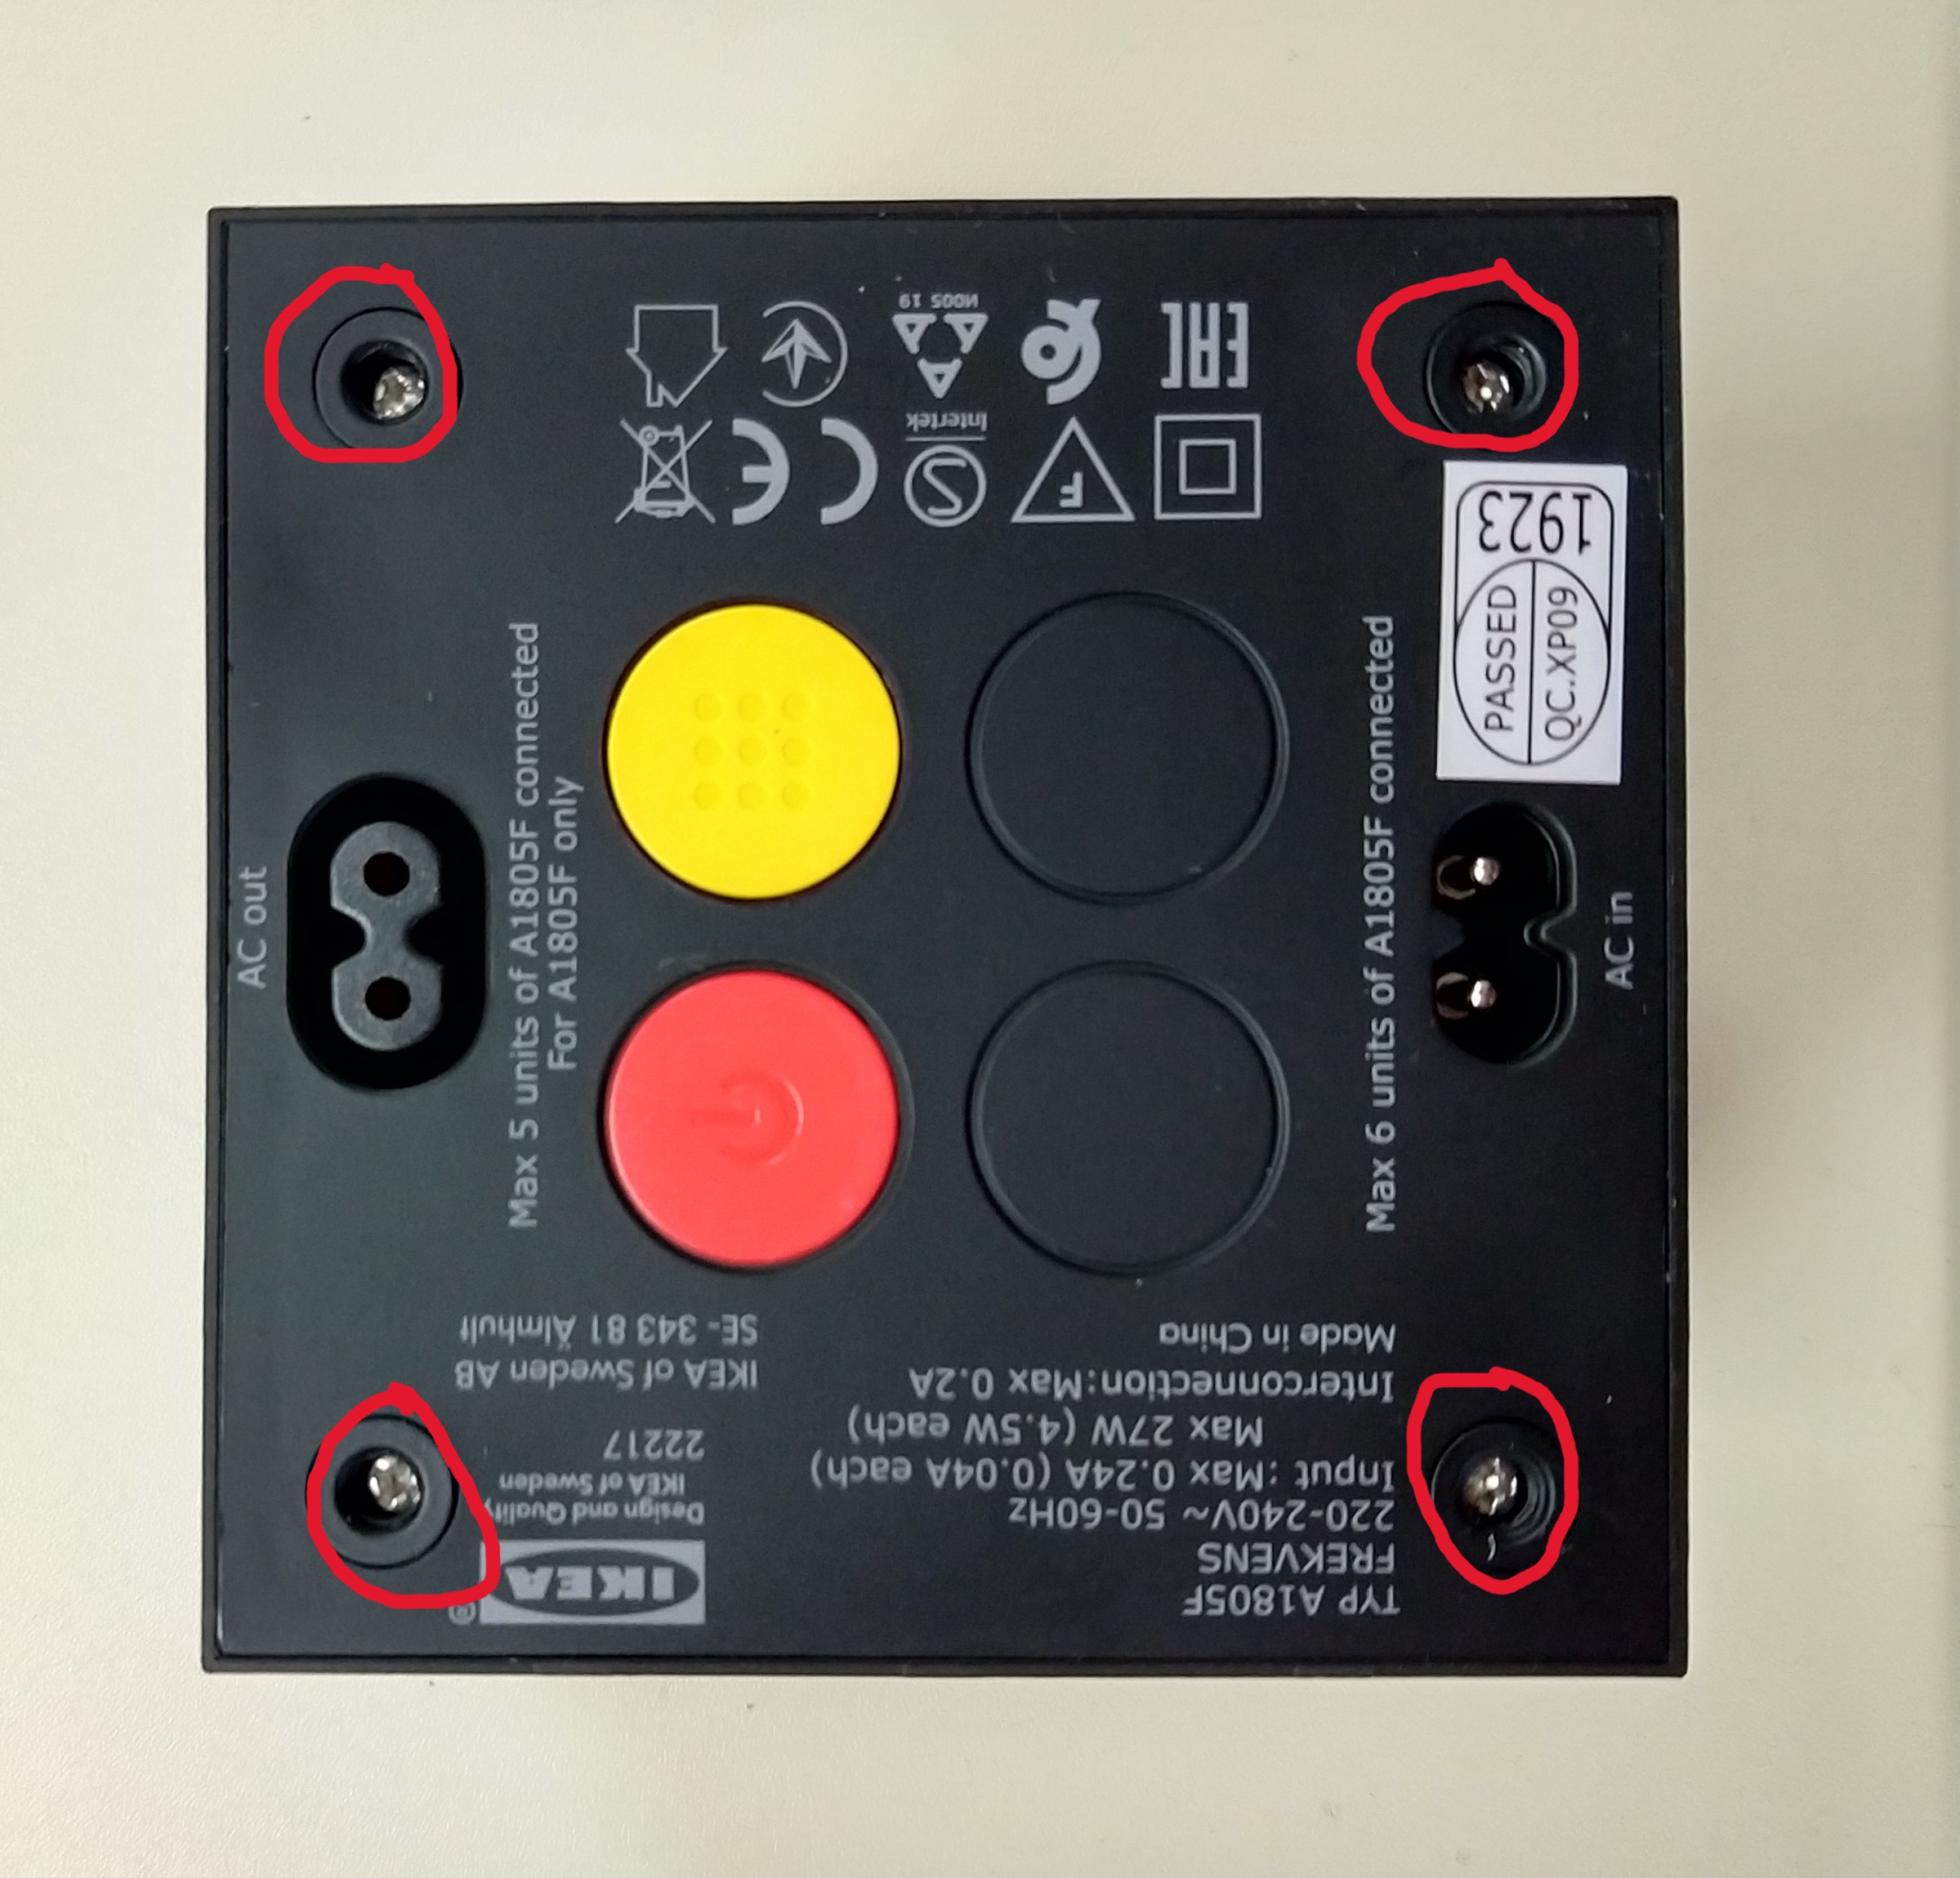 TYP A1805F
FREKVENS
220-240V~ 50-60Hz
Input : Max 0.24A (0.04A each)
Max 27W (4.5W each)
Interconnection:Max 0.2A
Made in China
IKEA®
Design and Quality
IKEA of Sweden
22217
IKEA of Sweden AB
SE- 343 81 Älmhult
AC in
Max 6 units of A1805F connected
Max 5 units of A1805F connected
For A1805F only
AC out
PASSED
QC.XP09
1923
F
S
Intertek
CE
EAC
N005 19